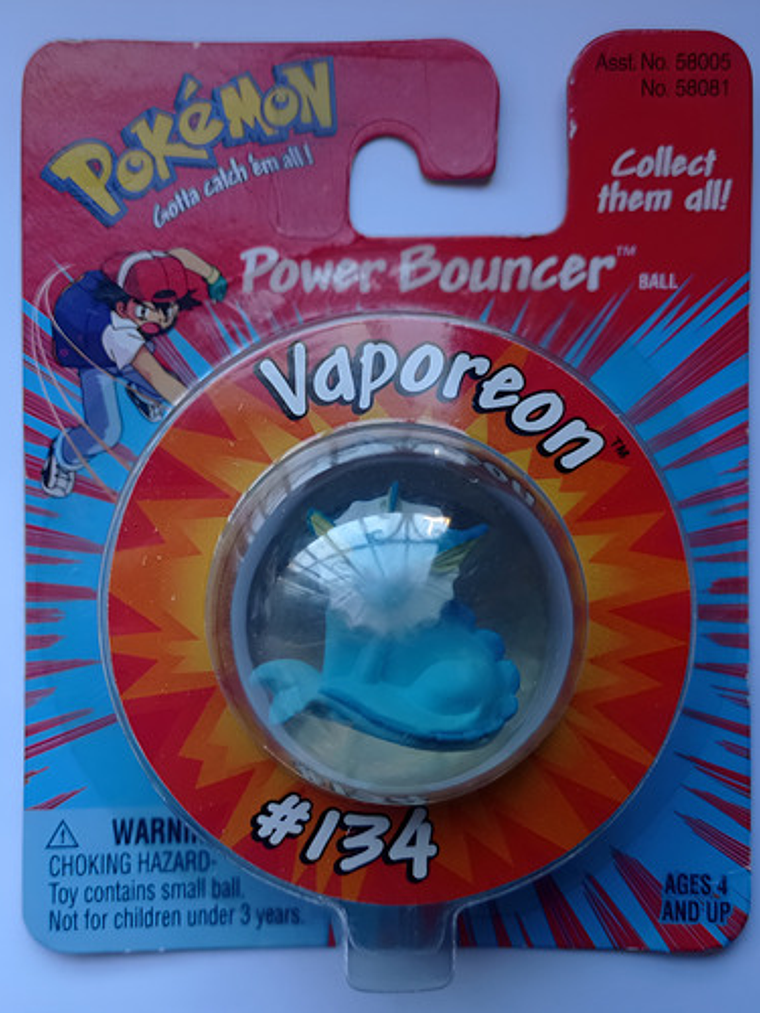 Asst. No. 58005
No. 58081
POKéMON
Gotta catch 'em all!
Collect
them all!
Power Bouncer™
BALL
Vaporeon™
#134
⚠ WARNIN
CHOKING HAZARD-
Toy contains small ball.
Not for children under 3 years.
AGES 4
AND UP